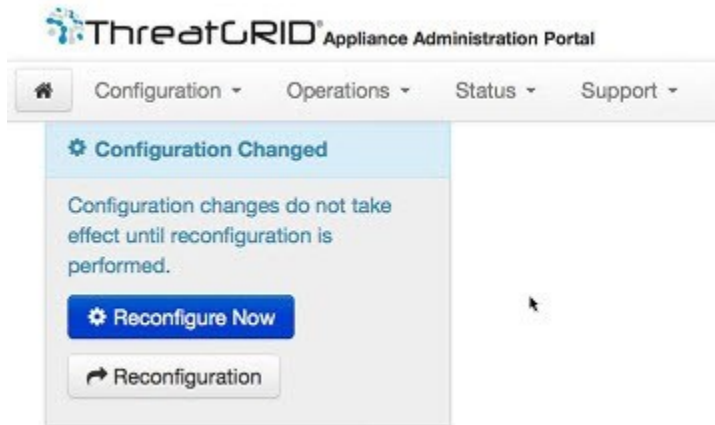 ThreatGRID® Appliance Administration Portal
Configuration Operations Status Support
Configuration Changed
Configuration changes do not take
effect until reconfiguration is
performed.
Reconfigure Now
Reconfiguration